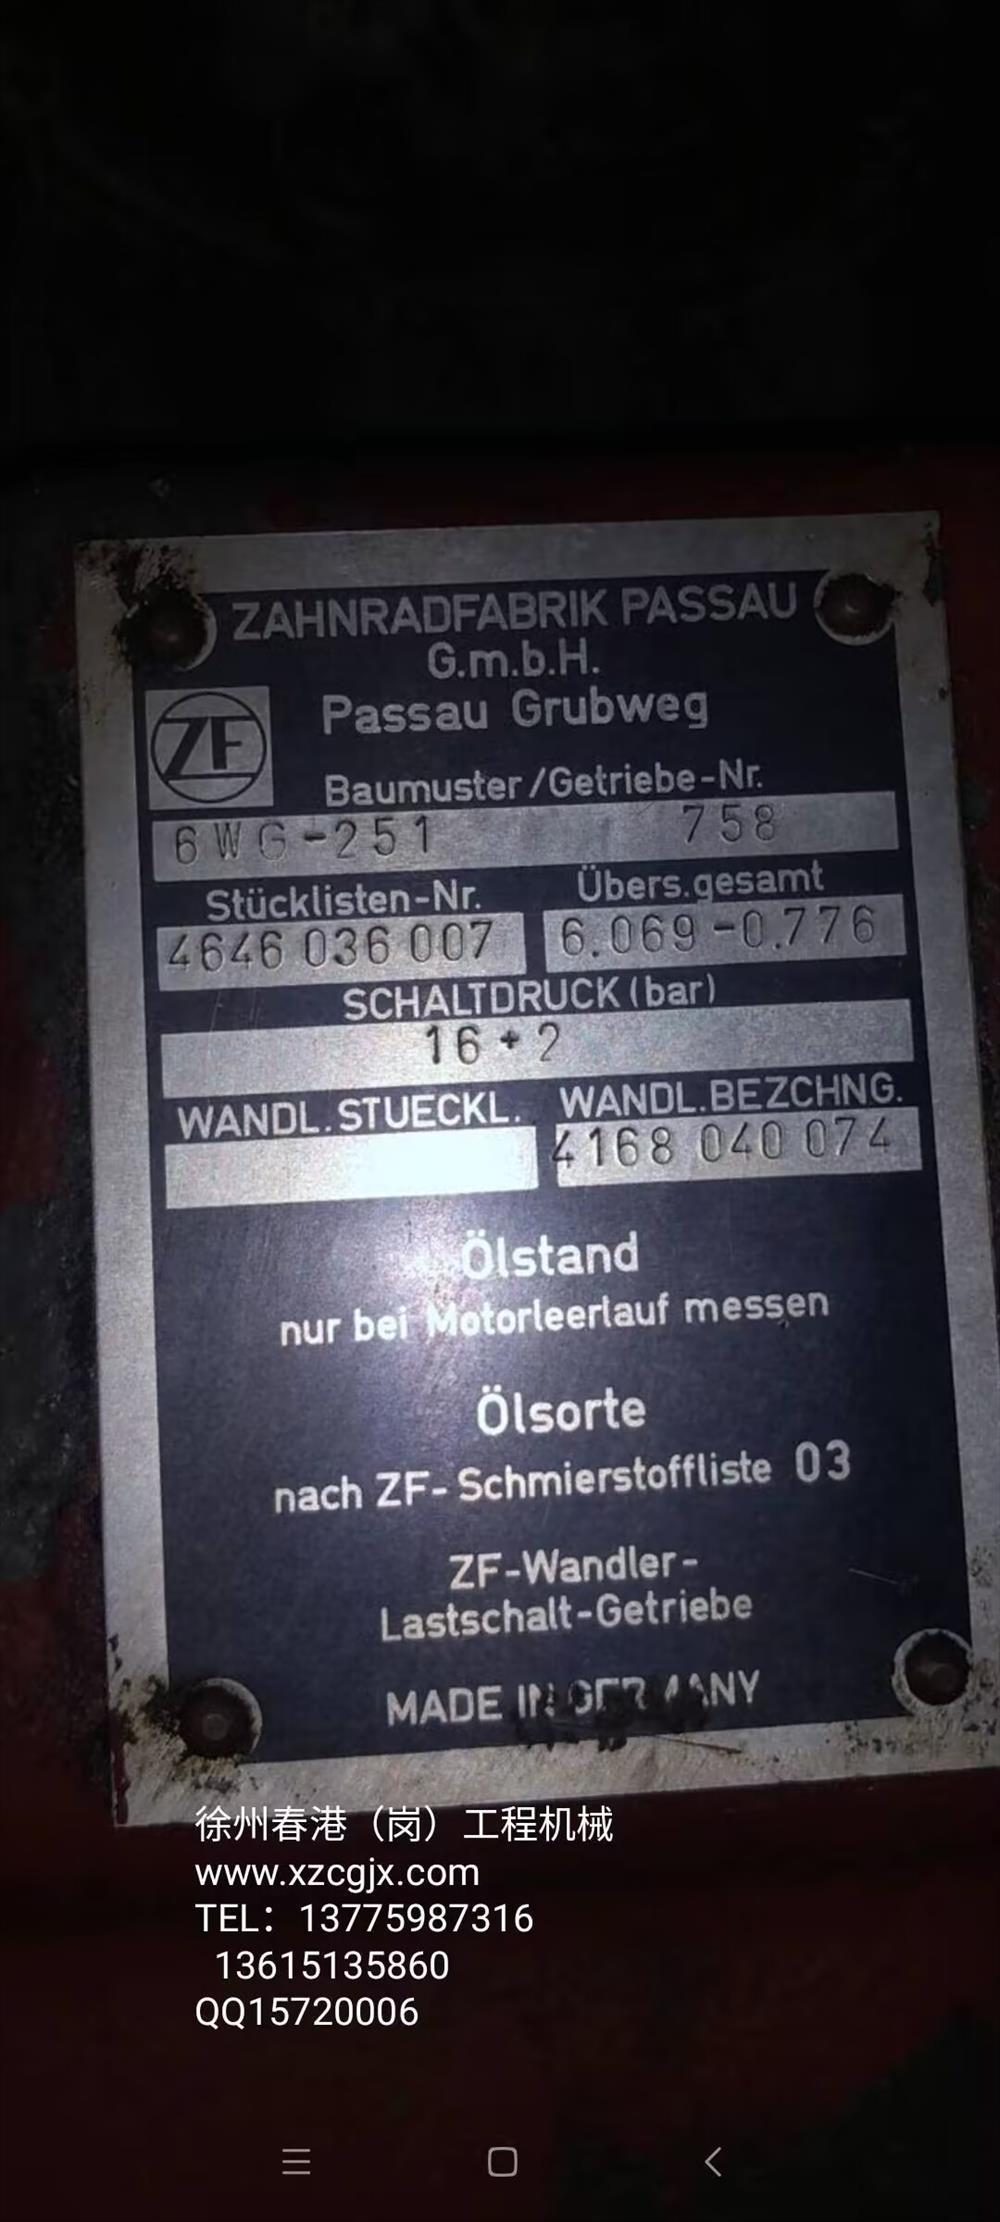 ZAHNRADFABRIK PASSAU
G.m.b.H.
ZF
Passau Grubweg
Baumuster/Getriebe-Nr.
6WG-251 758
Stücklisten-Nr. Übers.gesamt
4646 036 007 6.069-0.776
SCHALTDRUCK (bar)
16+2
WANDL.STUECKL. WANDL.BEZCHNG.
4168 040 074
Ölstand
nur bei Motorleerlauf messen
Ölsorte
nach ZF-Schmierstoffliste 03
ZF-Wandler-
Lastschalt-Getriebe
MADE IN GERMANY
徐州春港（岗）工程机械
www.xzcgjx.com
TEL：13775987316
13615135860
QQ15720006